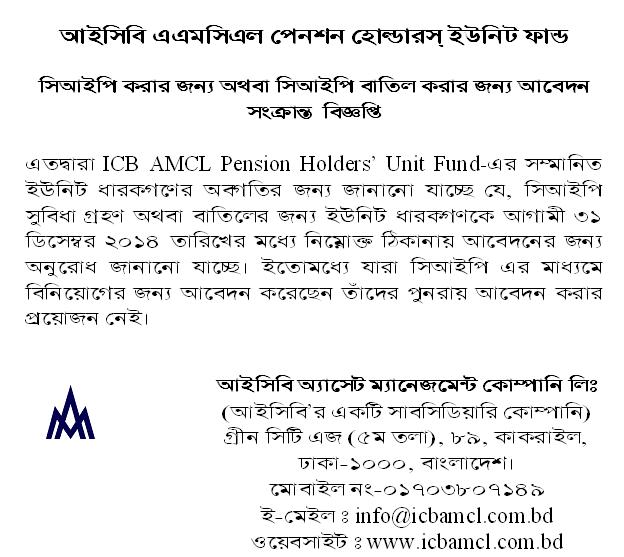 আইসিবি এএমসিএল পেনশন হোল্ডারস্ ইউনিট ফান্ড
সিআইপি করার জন্য অথবা সিআইপি বাতিল করার জন্য আবেদন
সংক্রান্ত বিজ্ঞপ্তি
এতদ্বারা ICB AMCL Pension Holders’ Unit Fund-এর সম্মানিত
ইউনিট ধারকগণের অবগতির জন্য জানানো যাচ্ছে যে, সিআইপি
সুবিধা গ্রহণ অথবা বাতিলের জন্য ইউনিট ধারকগণকে আগামী ৩১
ডিসেম্বর ২০১৪ তারিখের মধ্যে নিম্নোক্ত ঠিকানায় আবেদনের জন্য
অনুরোধ জানানো যাচ্ছে। ইতোমধ্যে যারা সিআইপি এর মাধ্যমে
বিনিয়োগের জন্য আবেদন করেছেন তাঁদের পুনরায় আবেদন করার
প্রয়োজন নেই।
আইসিবি অ্যাসেট ম্যানেজমেন্ট কোম্পানি লিঃ
(আইসিবি’র একটি সাবসিডিয়ারি কোম্পানি)
গ্রীন সিটি এজ (৫ম তলা), ৮৯, কাকরাইল,
ঢাকা-১০০০, বাংলাদেশ।
মোবাইল নং-০১৭০৩৮০৭১৪৯
ই-মেইল ঃ info@icbamcl.com.bd
ওয়েবসাইট ঃ www.icbamcl.com.bd